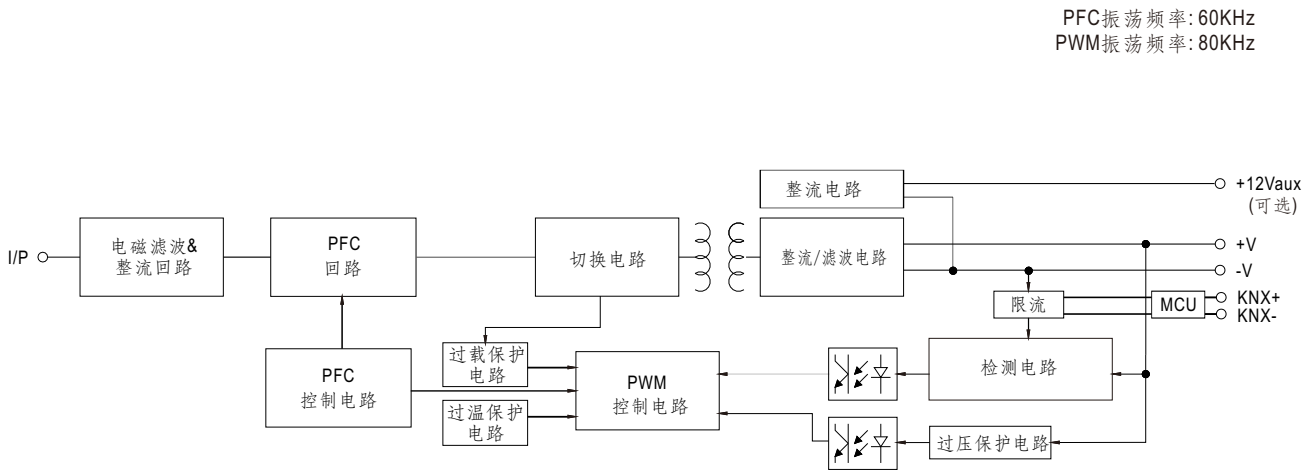 PFC振荡频率: 60KHz
PWM振荡频率: 80KHz
整流电路
+12Vaux
(可选)
I/P
电磁滤波&
整流回路
PFC
回路
切换电路
整流/滤波电路
+V
-V
限流
MCU
KNX+
KNX-
PFC
控制电路
过载保护
电路
过温保护
电路
PWM
控制电路
检测电路
过压保护电路